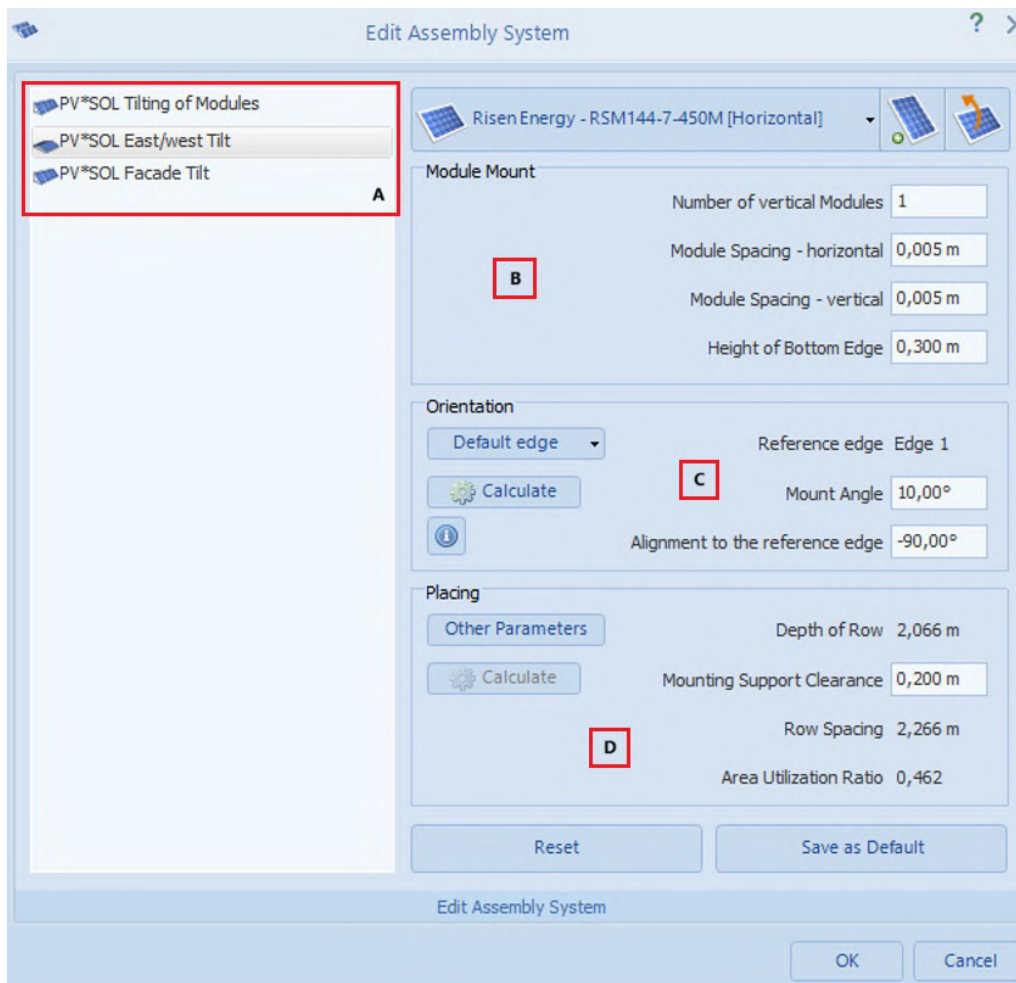 Edit Assembly System
?
PV*SOL Tilting of Modules
PV*SOL East/west Tilt
PV*SOL Facade Tilt
A
Risen Energy - RSM144-7-450M [Horizontal]
Module Mount
Number of vertical Modules 1
Module Spacing - horizontal 0,005 m
B
Module Spacing - vertical 0,005 m
Height of Bottom Edge 0,300 m
Orientation
Default edge Reference edge Edge 1
C
Calculate Mount Angle 10,00°
Alignment to the reference edge -90,00°
Placing
Other Parameters Depth of Row 2,066 m
Calculate Mounting Support Clearance 0,200 m
Row Spacing 2,266 m
D
Area Utilization Ratio 0,462
Reset Save as Default
Edit Assembly System
OK Cancel